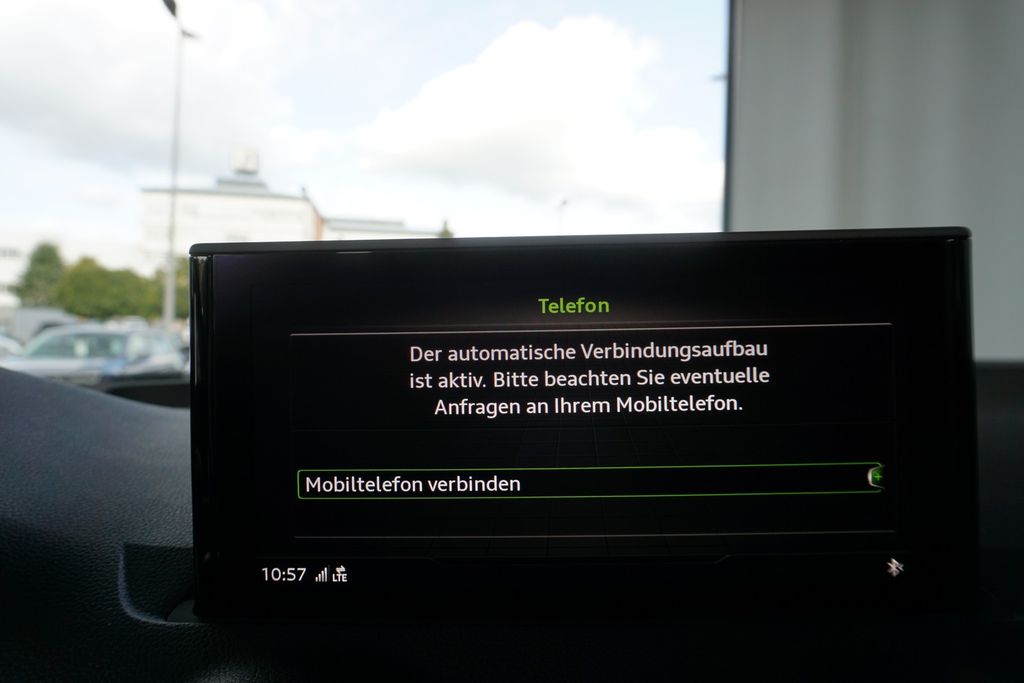 Telefon
Der automatische Verbindungsaufbau
ist aktiv. Bitte beachten Sie eventuelle
Anfragen an Ihrem Mobiltelefon.
Mobiltelefon verbinden
10:57 LTE